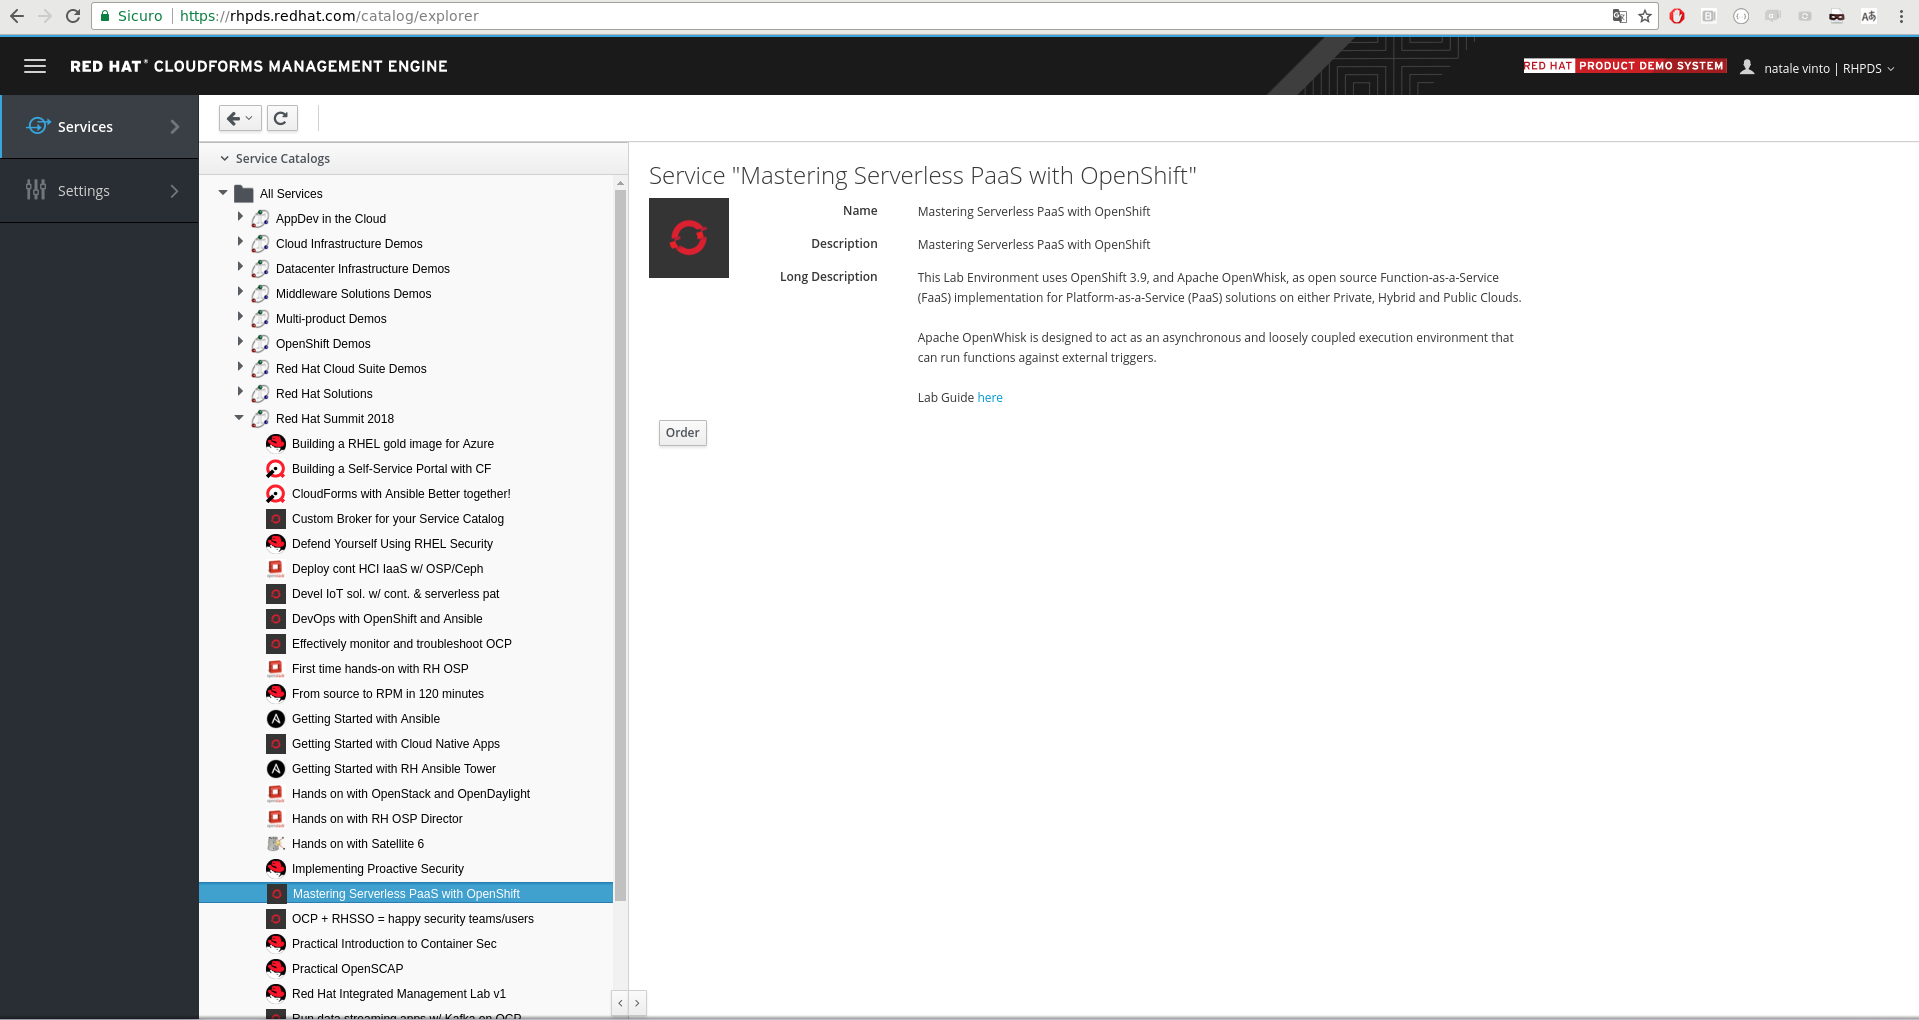 Sicuro https://rhpds.redhat.com/catalog/explorer
RED HAT® CLOUDFORMS MANAGEMENT ENGINE
RED HAT PRODUCT DEMO SYSTEM
natale vinto | RHPDS
Services
Settings
Service Catalogs
All Services
AppDev in the Cloud
Cloud Infrastructure Demos
Datacenter Infrastructure Demos
Middleware Solutions Demos
Multi-product Demos
OpenShift Demos
Red Hat Cloud Suite Demos
Red Hat Solutions
Red Hat Summit 2018
Building a RHEL gold image for Azure
Building a Self-Service Portal with CF
CloudForms with Ansible Better together!
Custom Broker for your Service Catalog
Defend Yourself Using RHEL Security
Deploy cont HCI IaaS w/ OSP/Ceph
Devel IoT sol. w/ cont. & serverless pat
DevOps with OpenShift and Ansible
Effectively monitor and troubleshoot OCP
First time hands-on with RH OSP
From source to RPM in 120 minutes
Getting Started with Ansible
Getting Started with Cloud Native Apps
Getting Started with RH Ansible Tower
Hands on with OpenStack and OpenDaylight
Hands on with RH OSP Director
Hands on with Satellite 6
Implementing Proactive Security
Mastering Serverless PaaS with OpenShift
OCP + RHSSO = happy security teams/users
Practical Introduction to Container Sec
Practical OpenSCAP
Red Hat Integrated Management Lab v1
Run data streaming apps w/ Kafka on OCP
Service "Mastering Serverless PaaS with OpenShift"
Name Mastering Serverless PaaS with OpenShift
Description Mastering Serverless PaaS with OpenShift
Long Description This Lab Environment uses OpenShift 3.9, and Apache OpenWhisk, as open source Function-as-a-Service
(FaaS) implementation for Platform-as-a-Service (PaaS) solutions on either Private, Hybrid and Public Clouds.
Apache OpenWhisk is designed to act as an asynchronous and loosely coupled execution environment that
can run functions against external triggers.
Lab Guide here
Order